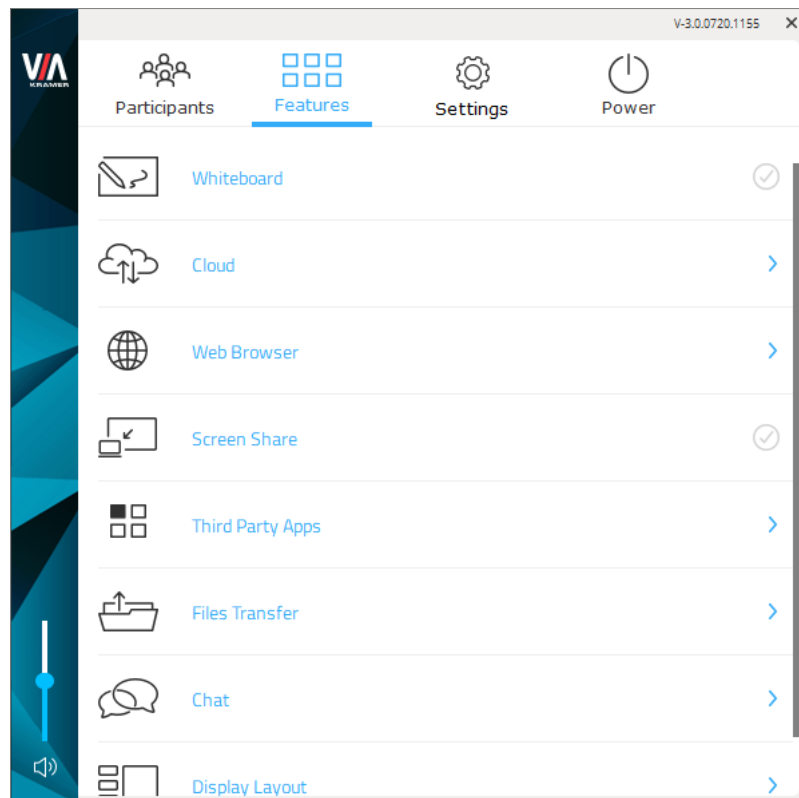 V-3.0.0720.1155
VIA
KRAMER
Participants
Features
Settings
Power
Whiteboard
Cloud
Web Browser
Screen Share
Third Party Apps
Files Transfer
Chat
Display Layout